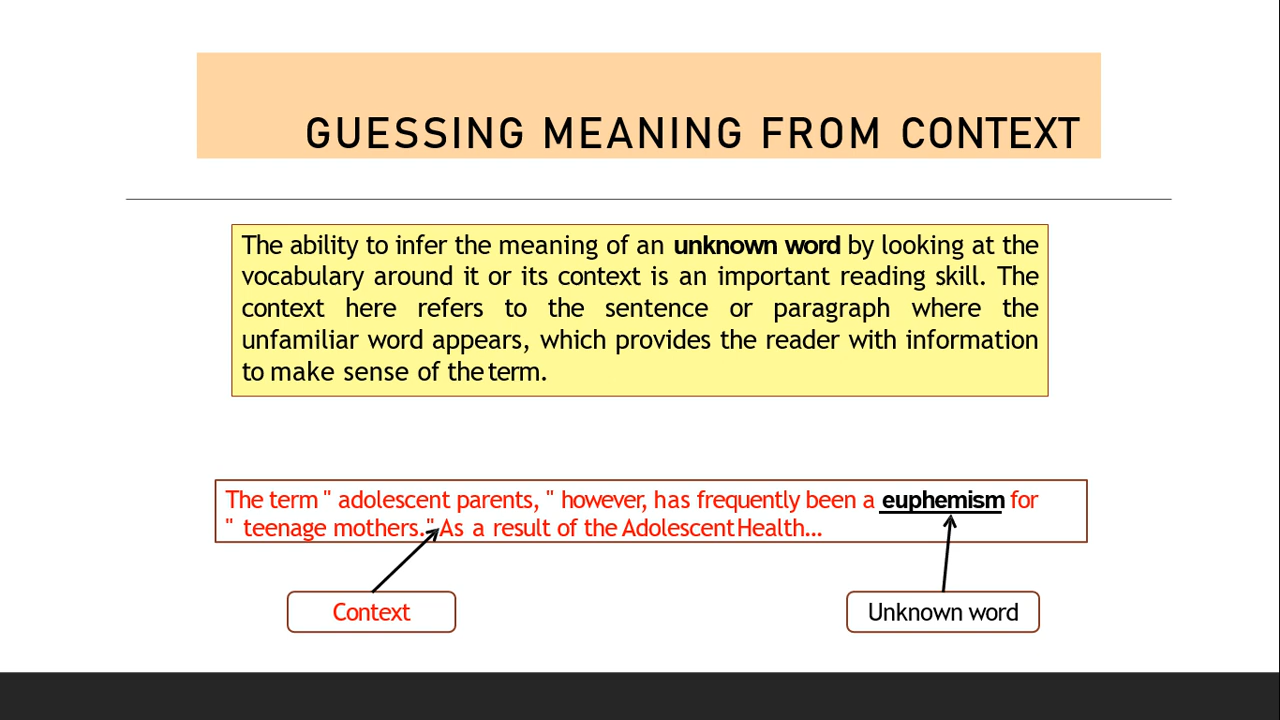 GUESSING MEANING FROM CONTEXT
The ability to infer the meaning of an unknown word by looking at the
vocabulary around it or its context is an important reading skill. The
context here refers to the sentence or paragraph where the
unfamiliar word appears, which provides the reader with information
to make sense of the term.
The term " adolescent parents, " however, has frequently been a euphemism for
" teenage mothers." As a result of the Adolescent Health...
Context
Unknown word